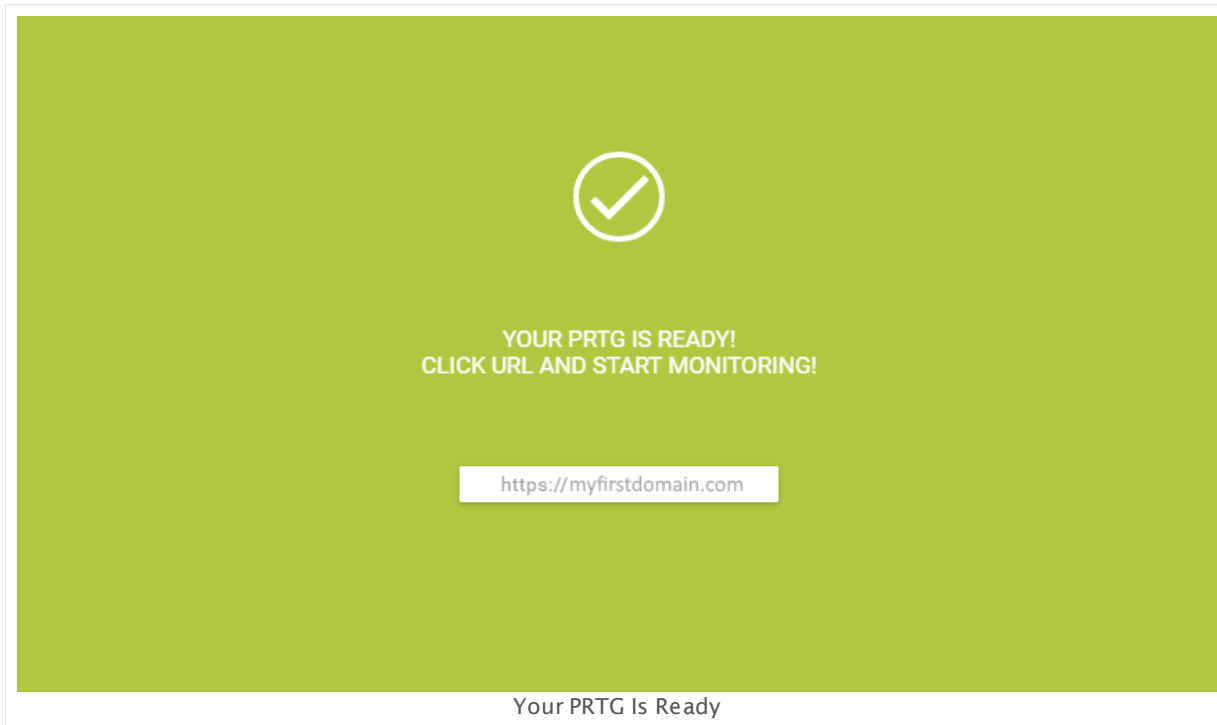 YOUR PRTG IS READY!
CLICK URL AND START MONITORING!
https://myfirstdomain.com
Your PRTG Is Ready